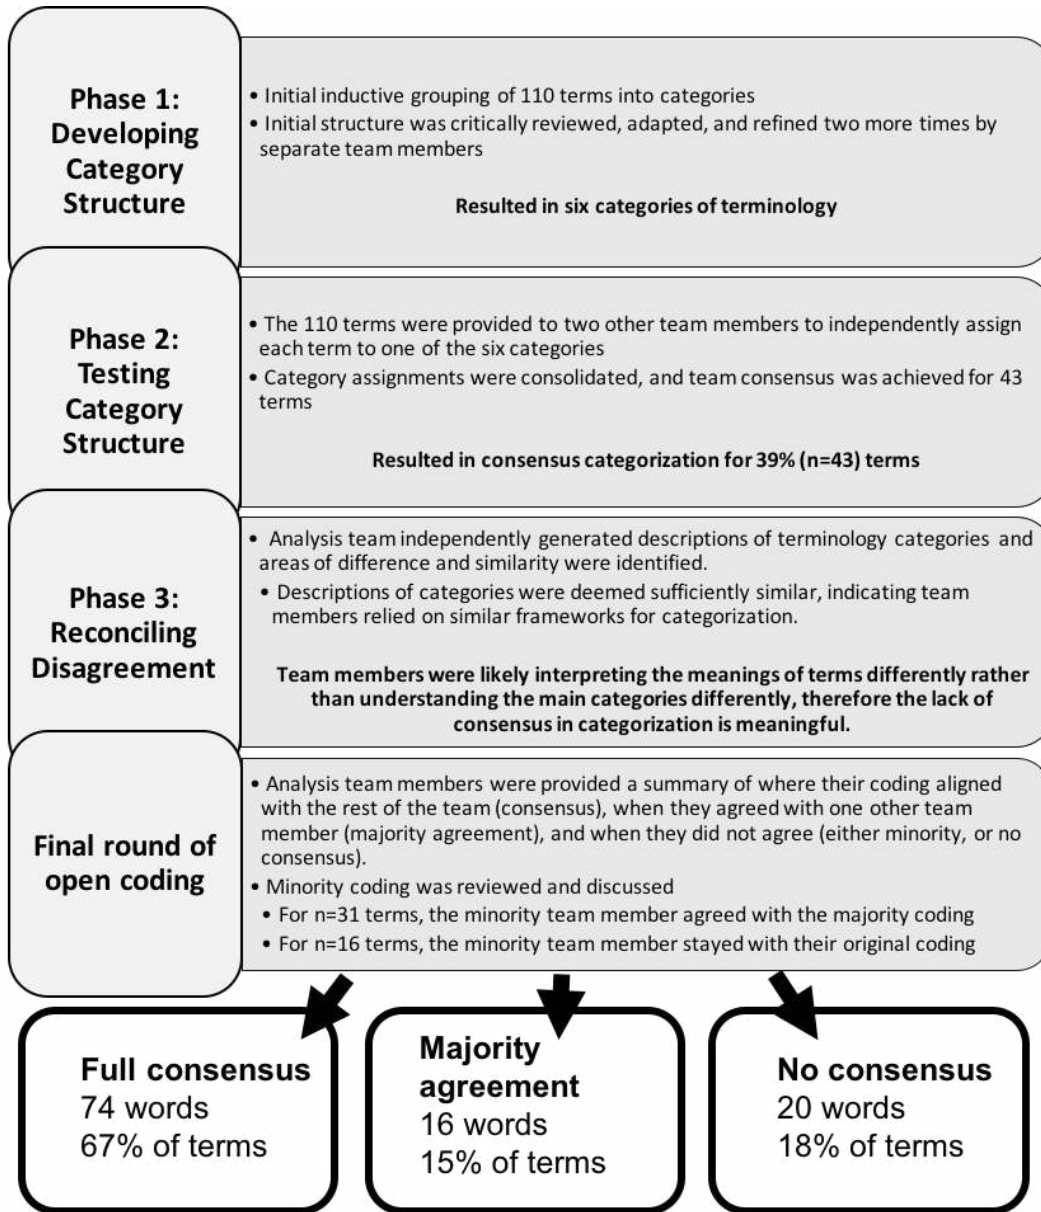 Phase 1:
Developing
Category
Structure
• Initial inductive grouping of 110 terms into categories
• Initial structure was critically reviewed, adapted, and refined two more times by
separate team members
Resulted in six categories of terminology
Phase 2:
Testing
Category
Structure
• The 110 terms were provided to two other team members to independently assign
each term to one of the six categories
• Category assignments were consolidated, and team consensus was achieved for 43
terms
Resulted in consensus categorization for 39% (n=43) terms
Phase 3:
Reconciling
Disagreement
• Analysis team independently generated descriptions of terminology categories and
areas of difference and similarity were identified.
• Descriptions of categories were deemed sufficiently similar, indicating team
members relied on similar frameworks for categorization.
Team members were likely interpreting the meanings of terms differently rather
than understanding the main categories differently, therefore the lack of
consensus in categorization is meaningful.
Final round of
open coding
• Analysis team members were provided a summary of where their coding aligned
with the rest of the team (consensus), when they agreed with one other team
member (majority agreement), and when they did not agree (either minority, or no
consensus).
• Minority coding was reviewed and discussed
• For n=31 terms, the minority team member agreed with the majority coding
• For n=16 terms, the minority team member stayed with their original coding
Full consensus
74 words
67% of terms
Majority
agreement
16 words
15% of terms
No consensus
20 words
18% of terms